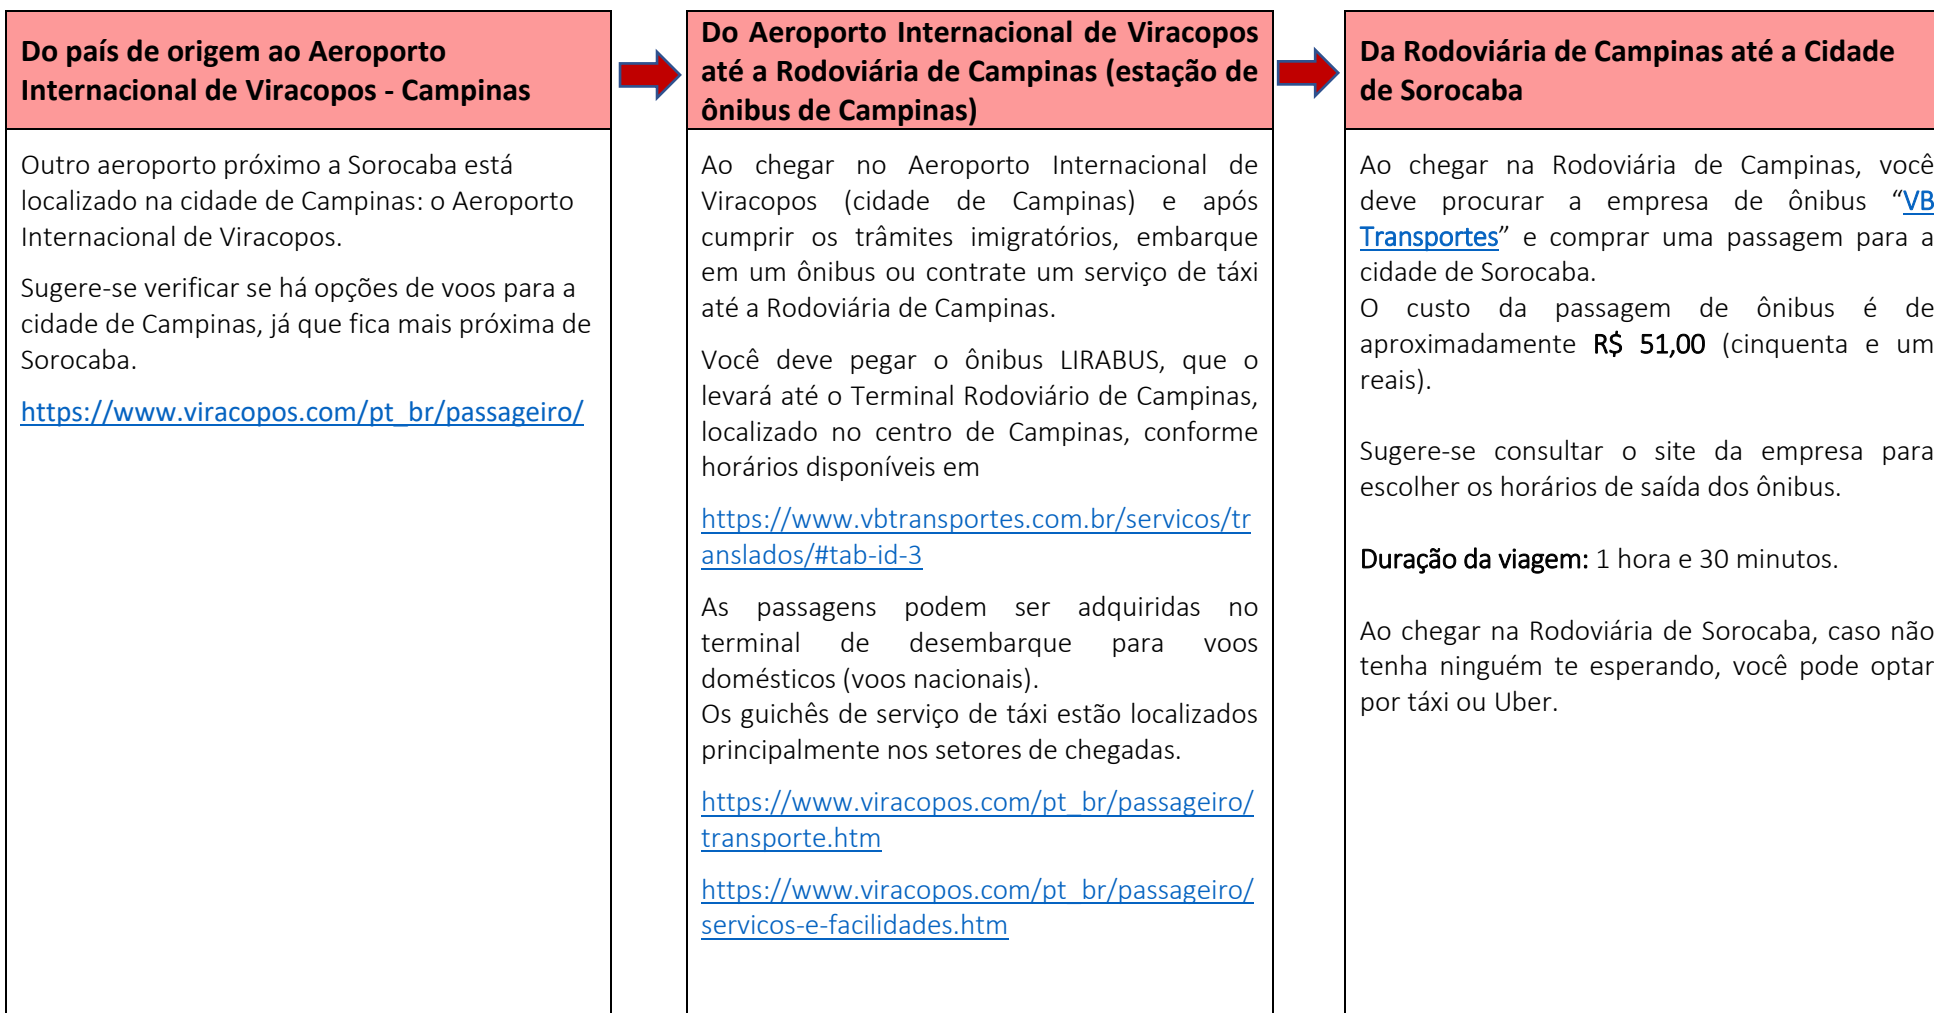 Do país de origem ao Aeroporto
Internacional de Viracopos - Campinas
Outro aeroporto próximo a Sorocaba está
localizado na cidade de Campinas: o Aeroporto
Internacional de Viracopos.
Sugere-se verificar se há opções de voos para a
cidade de Campinas, já que fica mais próxima de
Sorocaba.
https://www.viracopos.com/pt_br/passageiro/
Do Aeroporto Internacional de Viracopos
até a Rodoviária de Campinas (estação de
ônibus de Campinas)
Ao chegar no Aeroporto Internacional de
Viracopos (cidade de Campinas) e após
cumprir os trâmites imigratórios, embarque
em um ônibus ou contrate um serviço de táxi
até a Rodoviária de Campinas.
Você deve pegar o ônibus LIRABUS, que o
levará até o Terminal Rodoviário de Campinas,
localizado no centro de Campinas, conforme
horários disponíveis em
https://www.vbtransportes.com.br/servicos/tr
anslados/#tab-id-3
As passagens podem ser adquiridas no
terminal de desembarque para voos
domésticos (voos nacionais).
Os guichês de serviço de táxi estão localizados
principalmente nos setores de chegadas.
https://www.viracopos.com/pt_br/passageiro/
transporte.htm
https://www.viracopos.com/pt_br/passageiro/
servicos-e-facilidades.htm
Da Rodoviária de Campinas até a Cidade
de Sorocaba
Ao chegar na Rodoviária de Campinas, você
deve procurar a empresa de ônibus “VB
Transportes” e comprar uma passagem para a
cidade de Sorocaba.
O custo da passagem de ônibus é de
aproximadamente R$ 51,00 (cinquenta e um
reais).
Sugere-se consultar o site da empresa para
escolher os horários de saída dos ônibus.
Duração da viagem: 1 hora e 30 minutos.
Ao chegar na Rodoviária de Sorocaba, caso não
tenha ninguém te esperando, você pode optar
por táxi ou Uber.